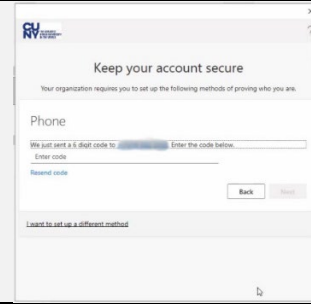 CUNY
Keep your account secure
Your organization requires you to set up the following methods of proving who you are.
Phone
We just sent a 6 digit code to Enter the code below.
Enter code
Resend code
Back Next
I want to set up a different method